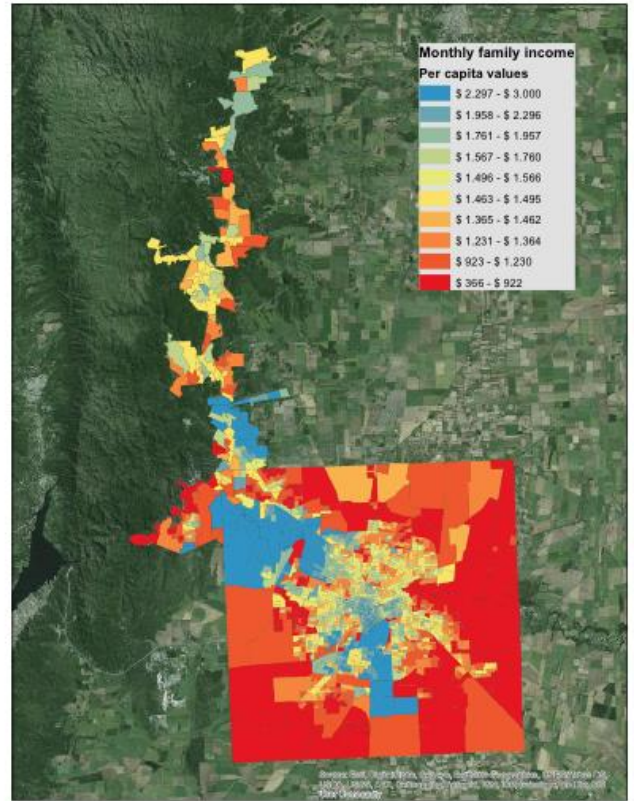 Monthly family income
Per capita values
$ 2.297 - $ 3.000
$ 1.958 - $ 2.296
$ 1.761 - $ 1.957
$ 1.567 - $ 1.760
$ 1.496 - $ 1.566
$ 1.463 - $ 1.495
$ 1.365 - $ 1.462
$ 1.231 - $ 1.364
$ 923 - $ 1.230
$ 366 - $ 922